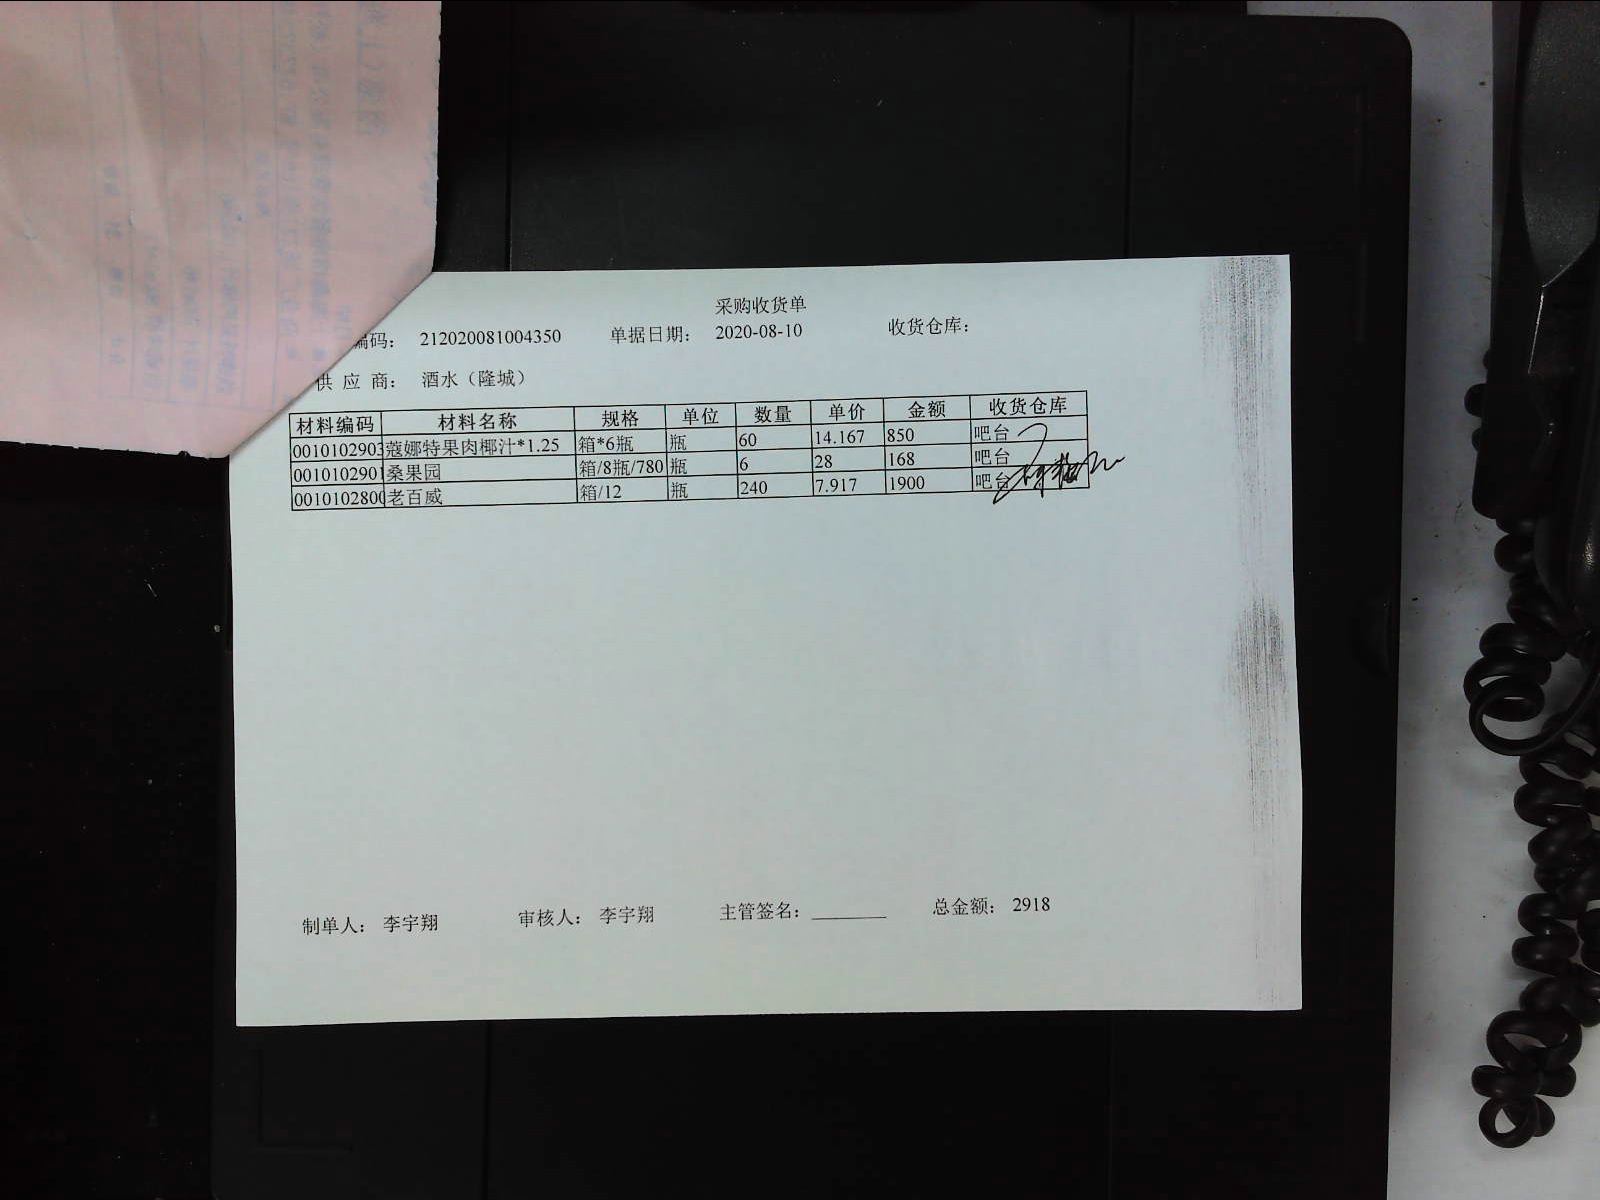 采购收货单
编码： 212020081004350 单据日期： 2020-08-10 收货仓库：
供 应 商： 酒水（隆城）
材料编码 材料名称 规格 单位 数量 单价 金额 收货仓库
0010102903 蔻娜特果肉椰汁*1.25 箱*6瓶 瓶 60 14.167 850 吧台
0010102901 桑果园 箱/8瓶/780 瓶 6 28 168 吧台
0010102800 老百威 箱/12 瓶 240 7.917 1900 吧台
制单人： 李宇翔 审核人： 李宇翔 主管签名： 总金额： 2918